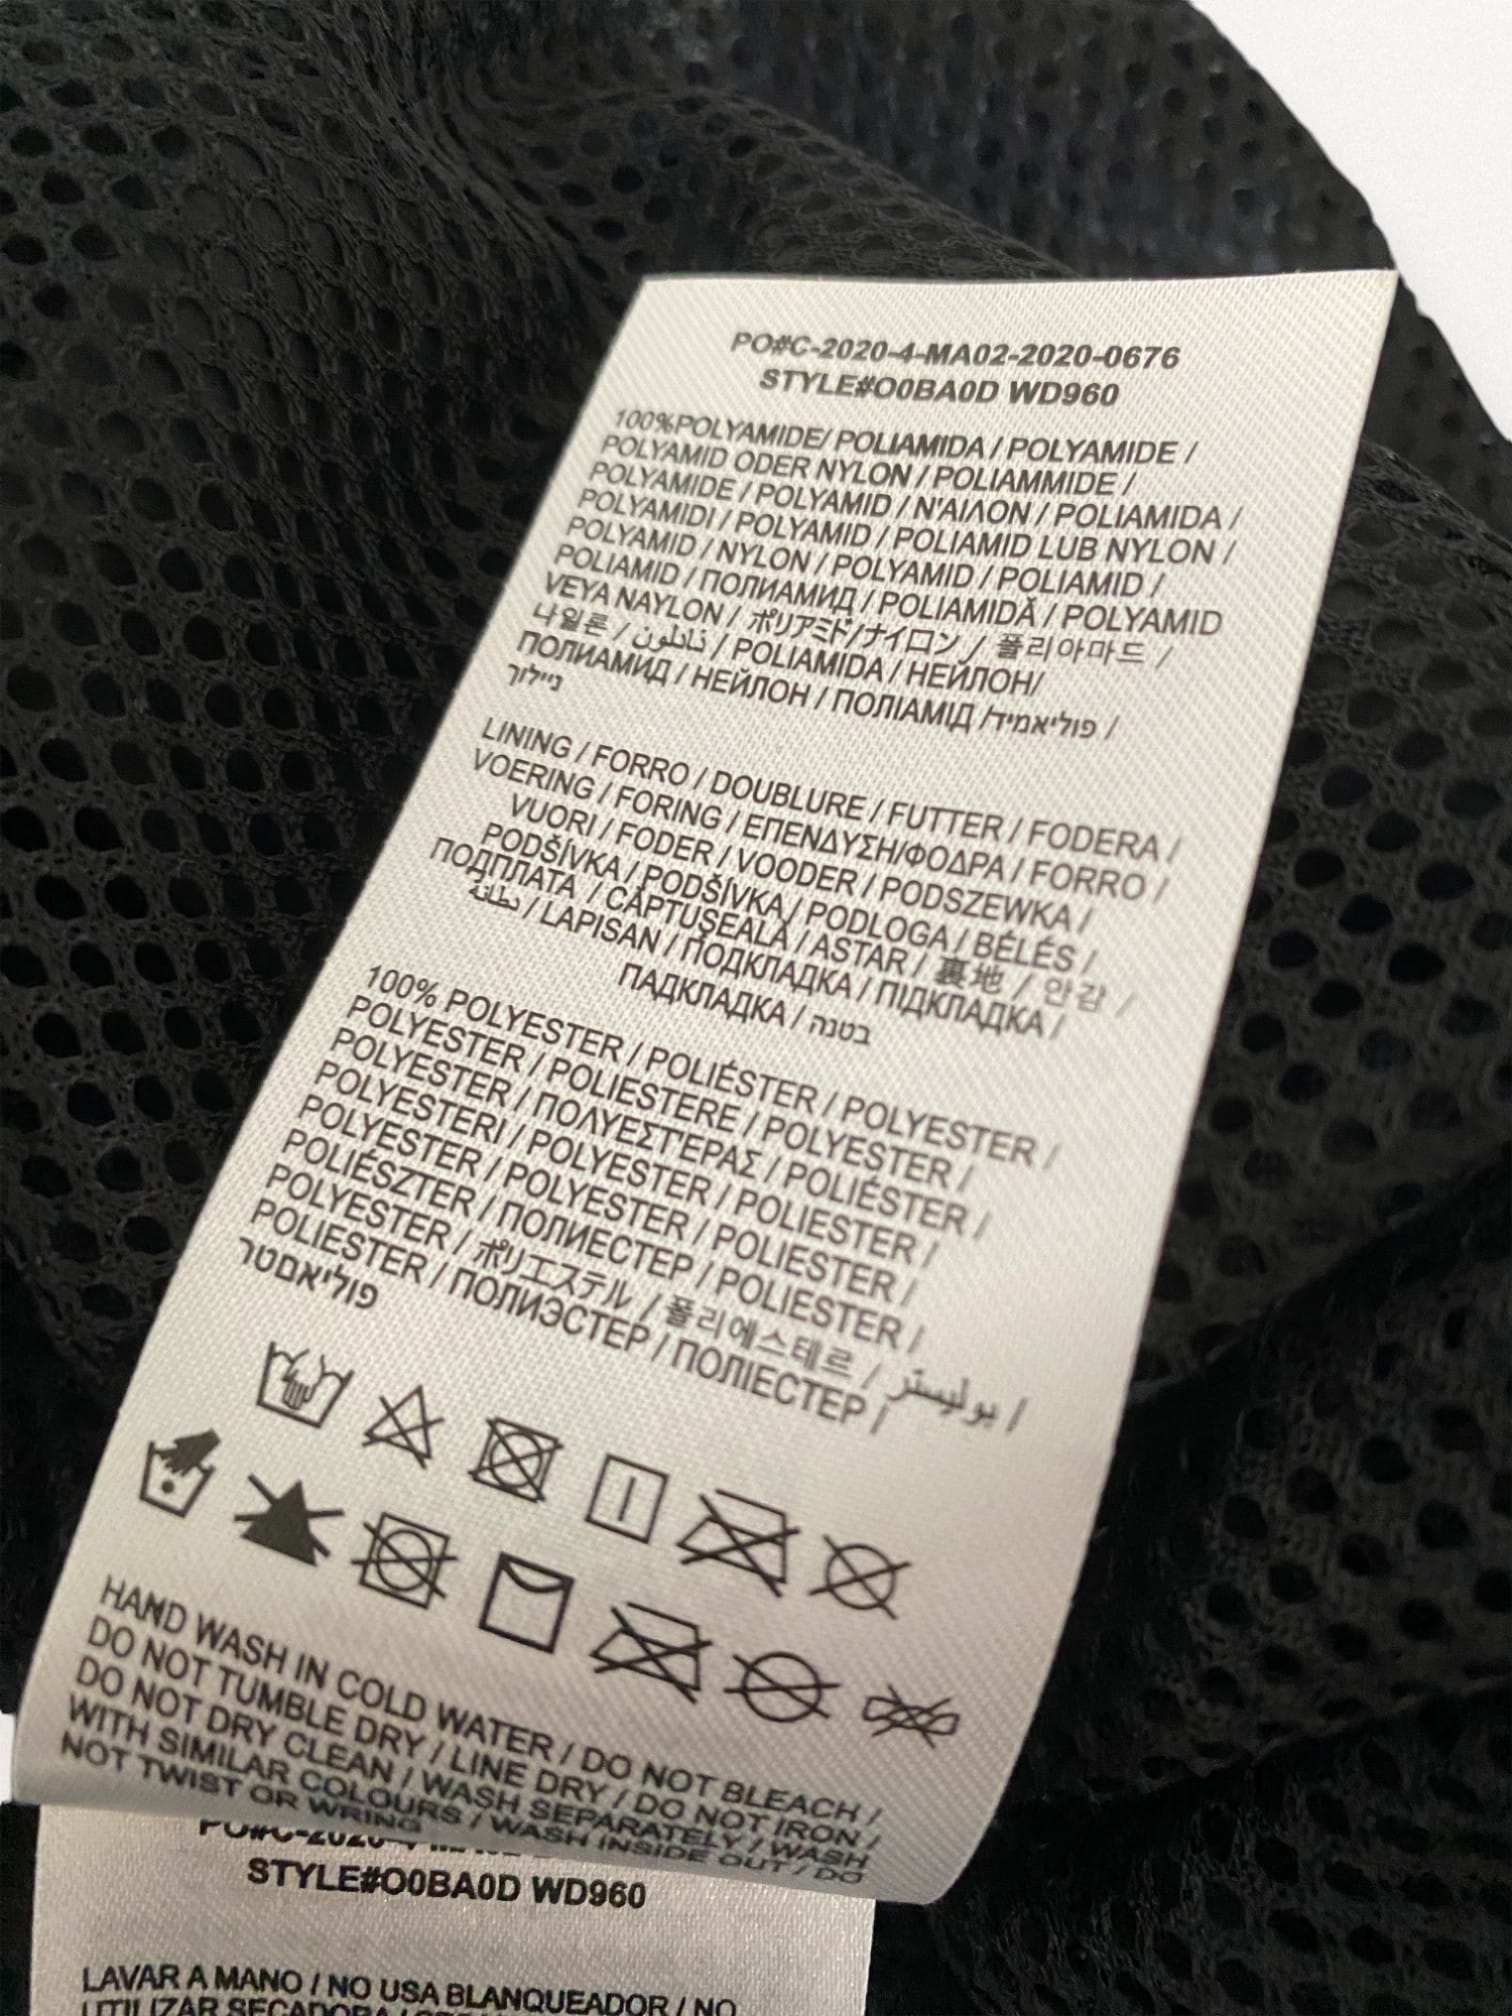 PO#C-2020-4-MA02-2020-0676
STYLE#O0BA0D WD960
100%POLYAMIDE/ POLIAMIDA / POLYAMIDE /
POLYAMID ODER NYLON / POLIAMMIDE /
POLYAMIDE / POLYAMID / Ν'ΑΙΛΟΝ / POLIAMIDA /
POLYAMIDI / POLYAMID / POLIAMID LUB NYLON /
POLYAMID / NYLON / POLYAMID / POLIAMID /
POLIAMID / ПОЛИАМИД / POLIAMIDĂ / POLYAMID
VEYA NAYLON / ポリアミド/ナイロン / 폴리아마드 /
나일론 / نايلون / POLIAMIDA / НЕЙЛОН/
ПОЛИАМИД / НЕЙЛОН / ПОЛІАМІД /פוליאמיד /
ניילון
LINING / FORRO / DOUBLURE / FUTTER / FODERA /
VOERING / FORING / ΕΠΕΝΔΥΣΗ/ΦΟΔΡΑ / FORRO /
VUORI / FODER / VOODER / PODSZEWKA /
PODŠÍVKA / PODŠÍVKA / PODLOGA / BÉLÉS /
ПОДПЛАТА / CĂPTUŞEALĂ / ASTAR / 裏地 / 안감 /
بطانة / LAPISAN / ПОДКЛАДКА / ПІДКЛАДКА /
ПАДКЛАДКА / בטנה
100% POLYESTER / POLIÉSTER / POLYESTER /
POLYESTER / POLIESTERE / POLYESTER /
POLYESTER / ΠΟΛΥΕΣΤΈΡΑΣ / POLIÉSTER /
POLYESTERI / POLYESTER / POLIESTER /
POLYESTER / POLYESTER / POLIESTER /
POLIÉSZTER / ПОЛИЕСТЕР / POLIESTER /
POLYESTER / ポリエステル / 폴리에스테르 / بوليستر /
POLIESTER / ПОЛИЭСТЕР / ПОЛІЕСТЕР /
פוליאסטר
HAND WASH IN COLD WATER / DO NOT BLEACH /
DO NOT TUMBLE DRY / LINE DRY / DO NOT IRON /
DO NOT DRY CLEAN / WASH SEPARATELY / WASH
WITH SIMILAR COLOURS / WASH INSIDE OUT / DO
NOT TWIST OR WRING
PO#C-2020-4
STYLE#O0BA0D WD960
LAVAR A MANO / NO USA BLANQUEADOR / NO
UTILIZAR SECADORA /